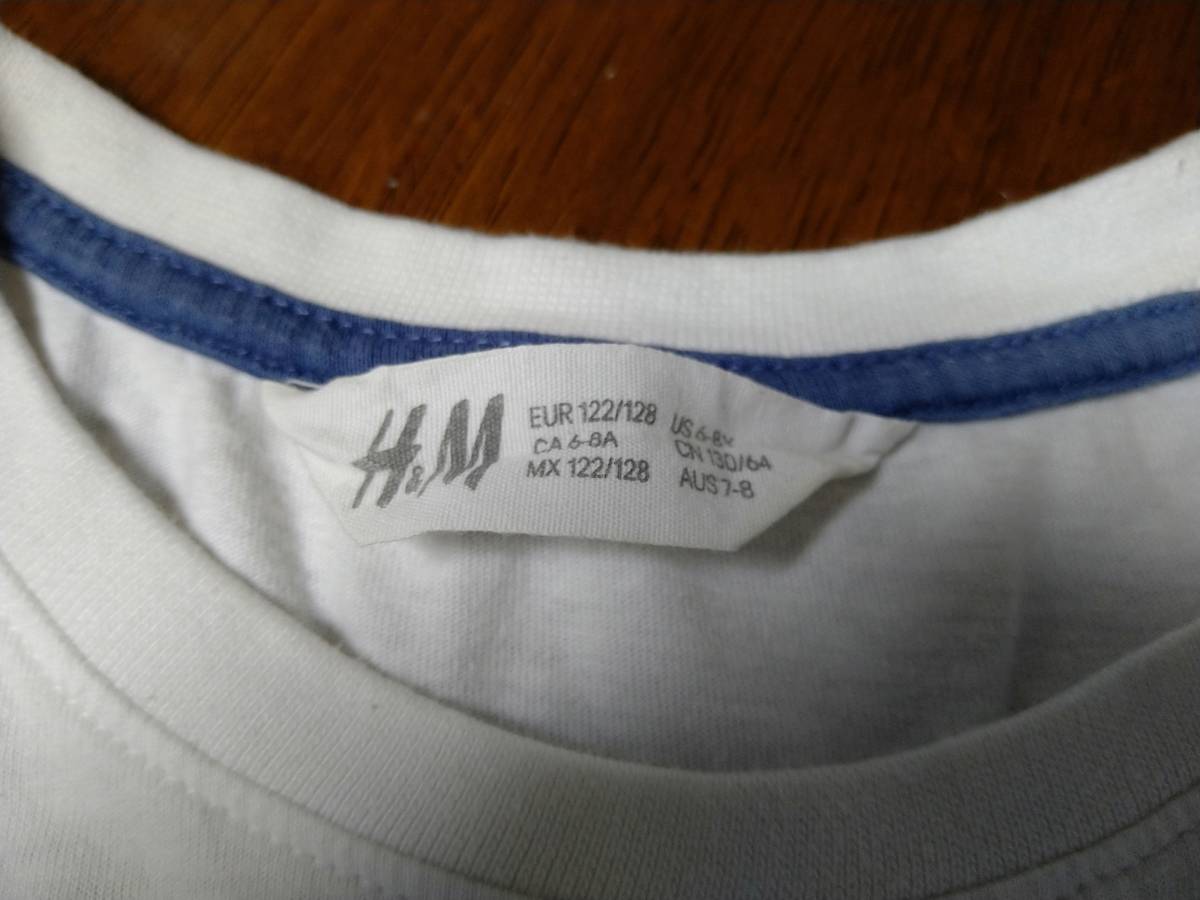 H&M
EUR 122/128
CA 6-8A
MX 122/128
US 6-8Y
CN 130/64
AUS 7-8